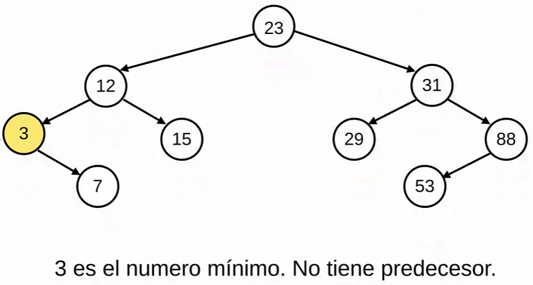 23
12 31
3 15 29 88
7 53
3 es el numero mínimo. No tiene predecesor.